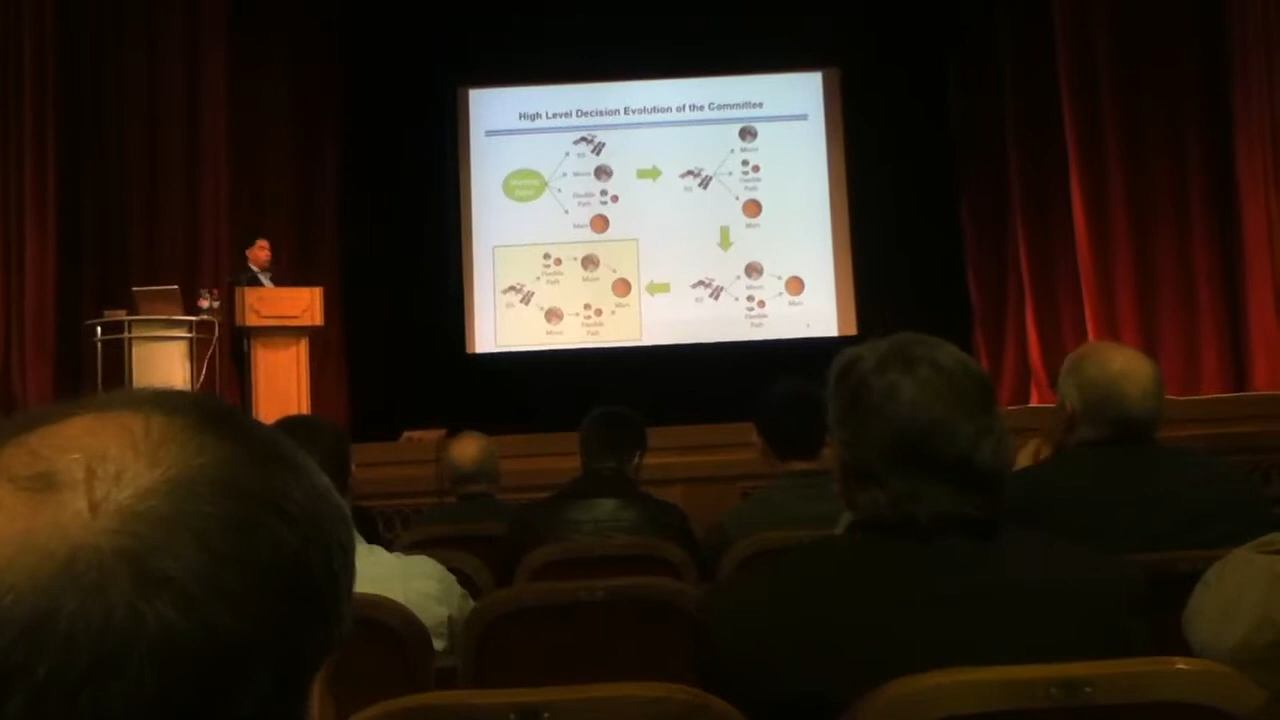 High Level Decision Evolution of the Committee
ISS
Moon
Flexible
Path
Mars
ISS
Moon
Flexible
Path
Mars
Flexible
Path
Moon
ISS
Mars
Moon
Flexible
Path
ISS
Moon
Flexible
Path
Mars